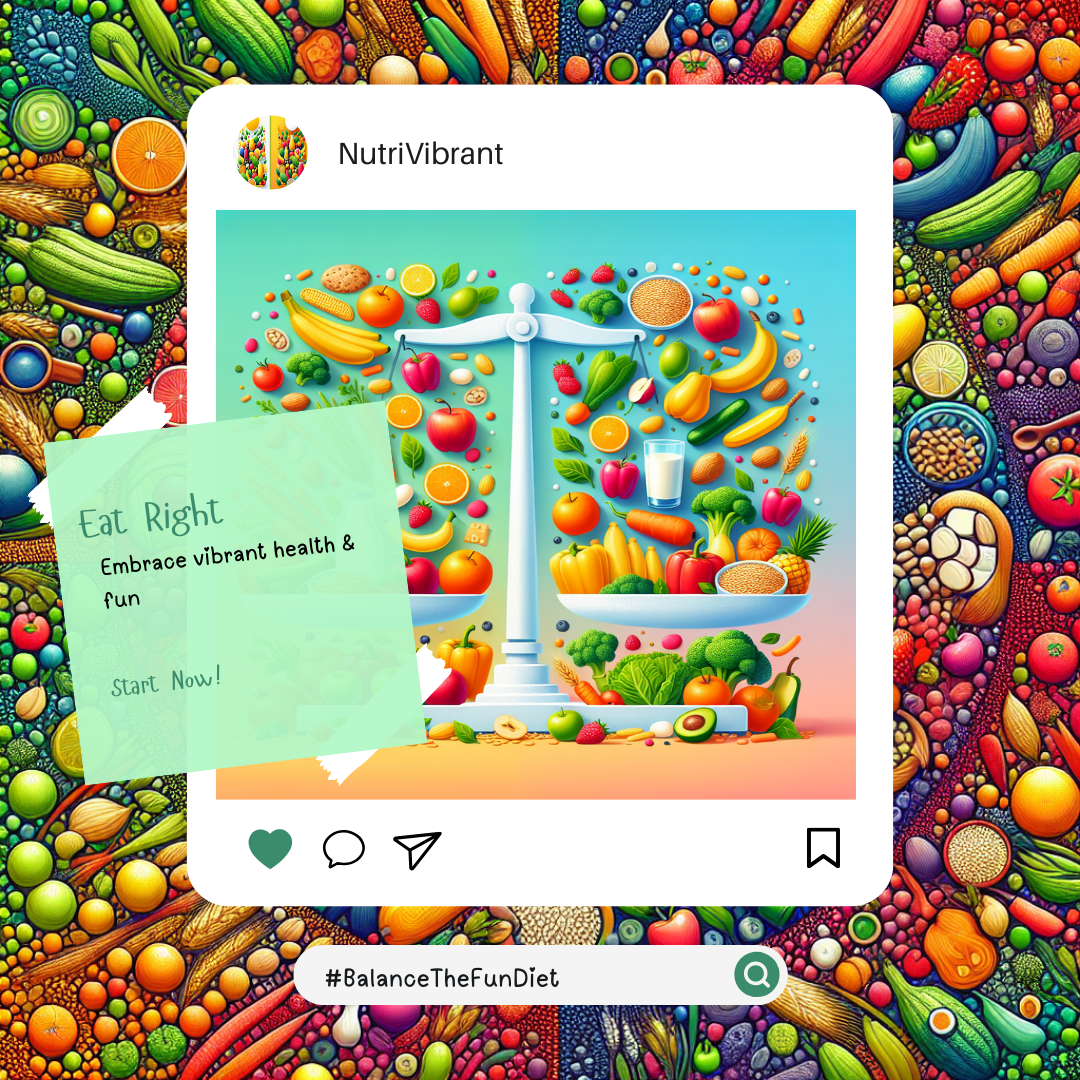 NutriVibrant
Eat Right
Embrace vibrant health &
fun
Start Now!
#BalanceTheFunDiet